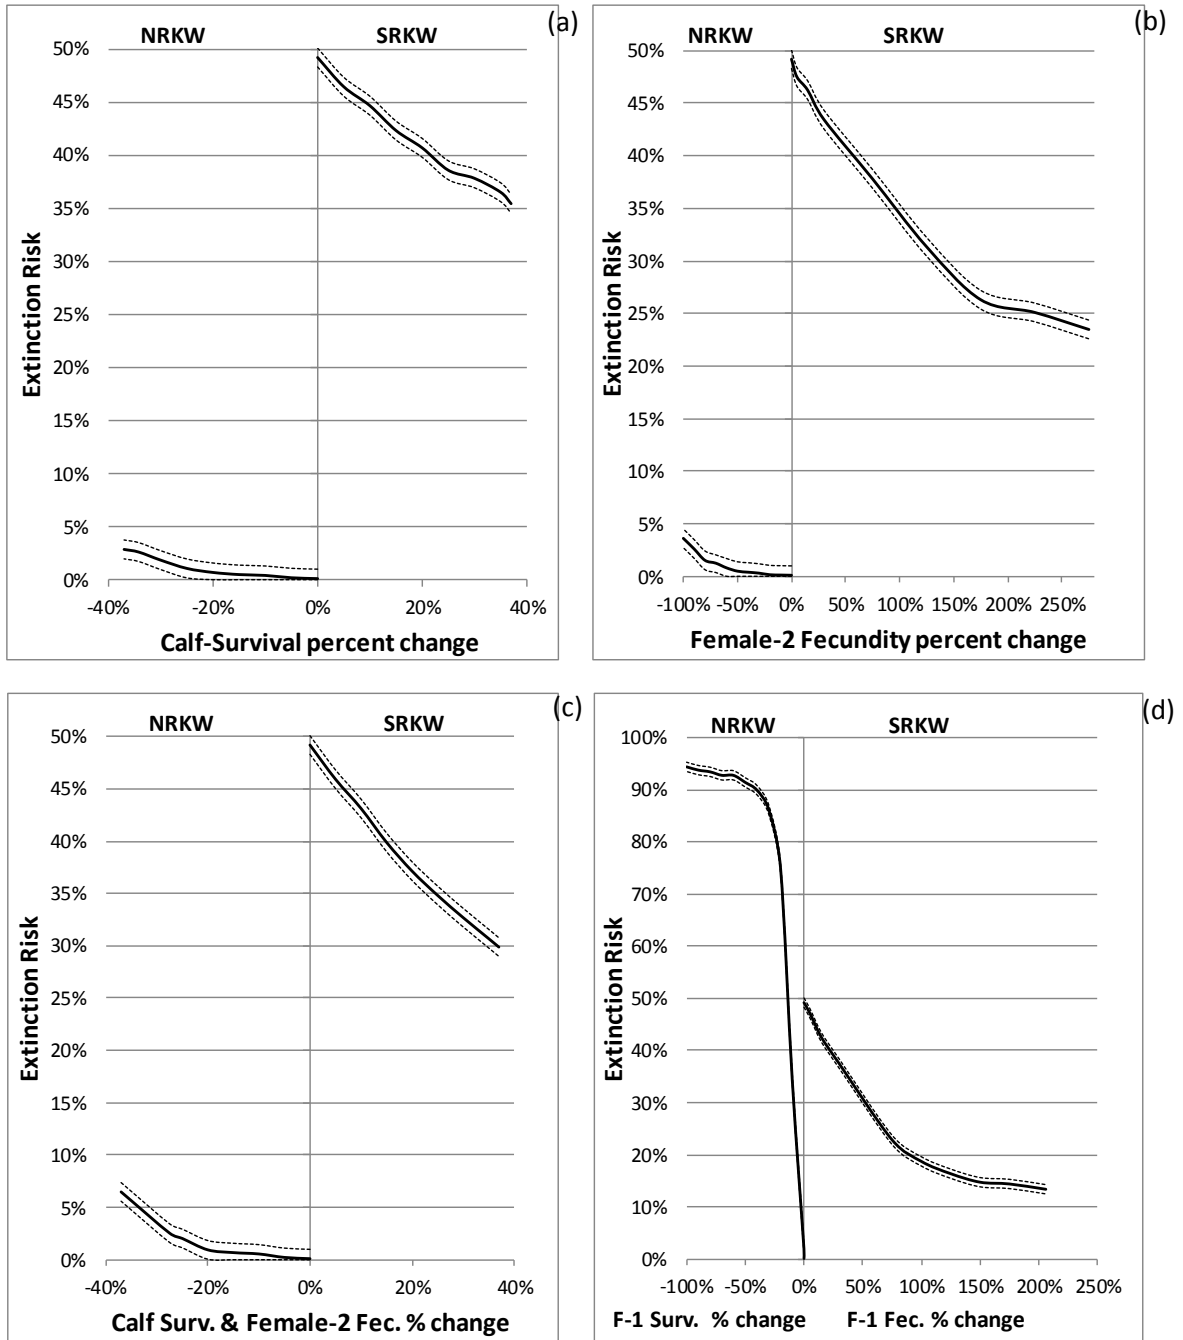 (a)
NRKW SRKW
50%
45%
40%
35%
30%
25%
20%
15%
10%
5%
0%
Extinction Risk
-40% -20% 0% 20% 40%
Calf-Survival percent change
(b)
NRKW SRKW
50%
45%
40%
35%
30%
25%
20%
15%
10%
5%
0%
Extinction Risk
-100% -50% 0% 50% 100% 150% 200% 250%
Female-2 Fecundity percent change
(c)
NRKW SRKW
50%
45%
40%
35%
30%
25%
20%
15%
10%
5%
0%
Extinction Risk
-40% -20% 0% 20% 40%
Calf Surv. & Female-2 Fec. % change
(d)
NRKW SRKW
100%
90%
80%
70%
60%
50%
40%
30%
20%
10%
0%
Extinction Risk
-100% -50% 0% 50% 100% 150% 200% 250%
F-1 Surv. % change F-1 Fec. % change